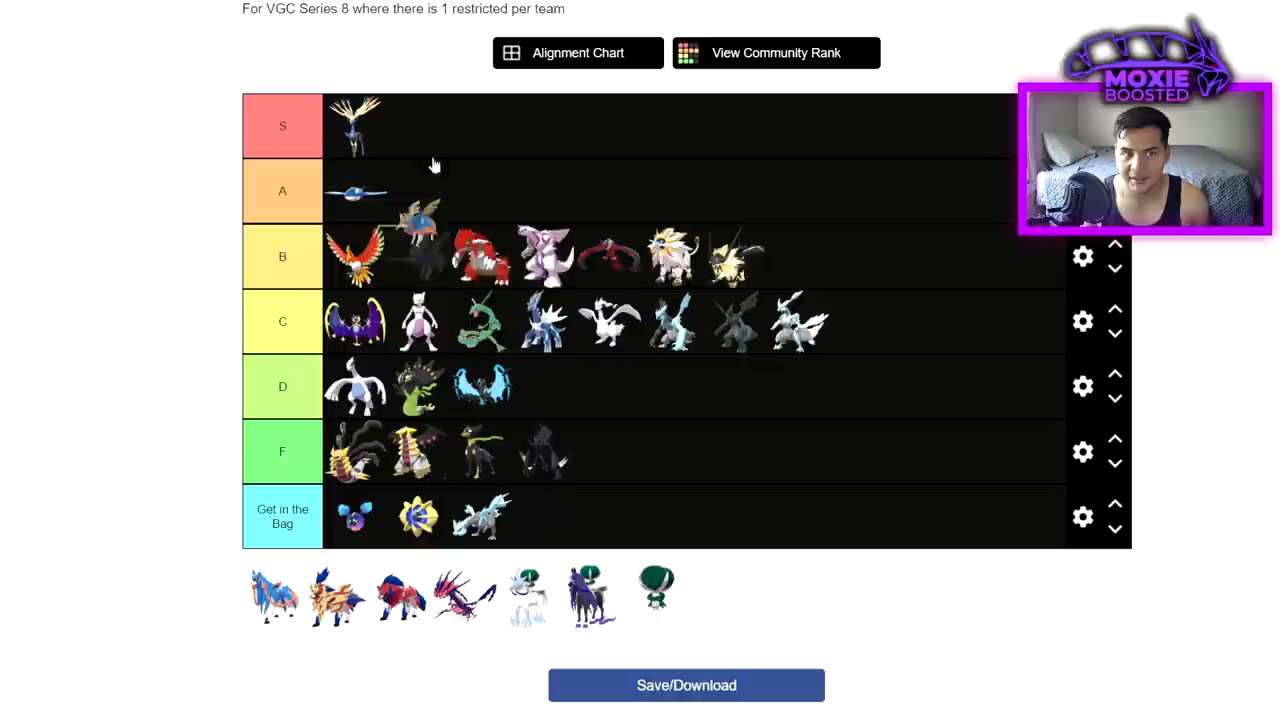 For VGC Series 8 where there is 1 restricted per team
Alignment Chart
View Community Rank
MOXIE
BOOSTED
S
A
B
C
D
F
Get in the
Bag
Save/Download